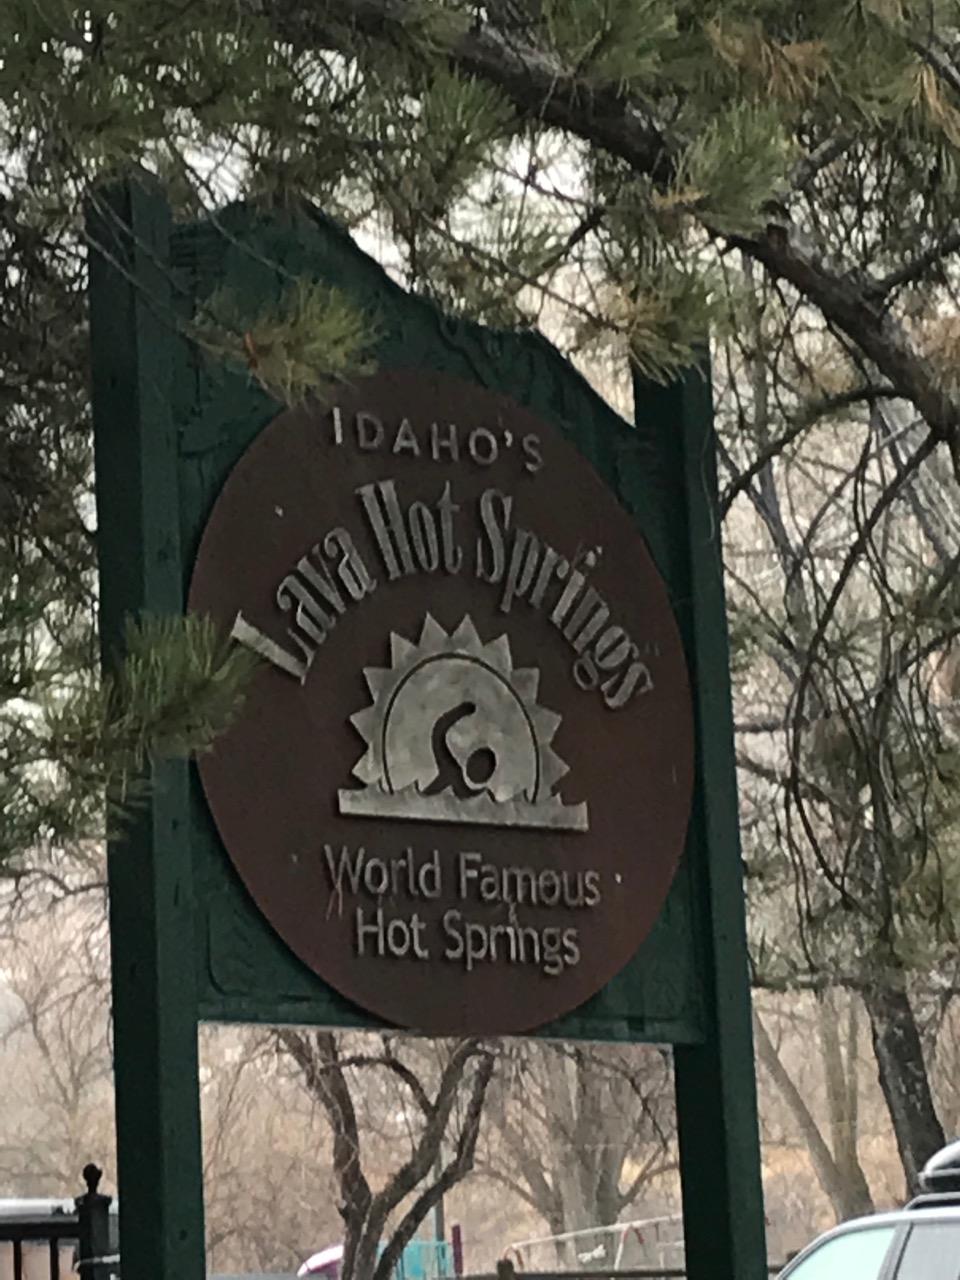 IDAHO'S
Lava Hot Springs
World Famous
Hot Springs